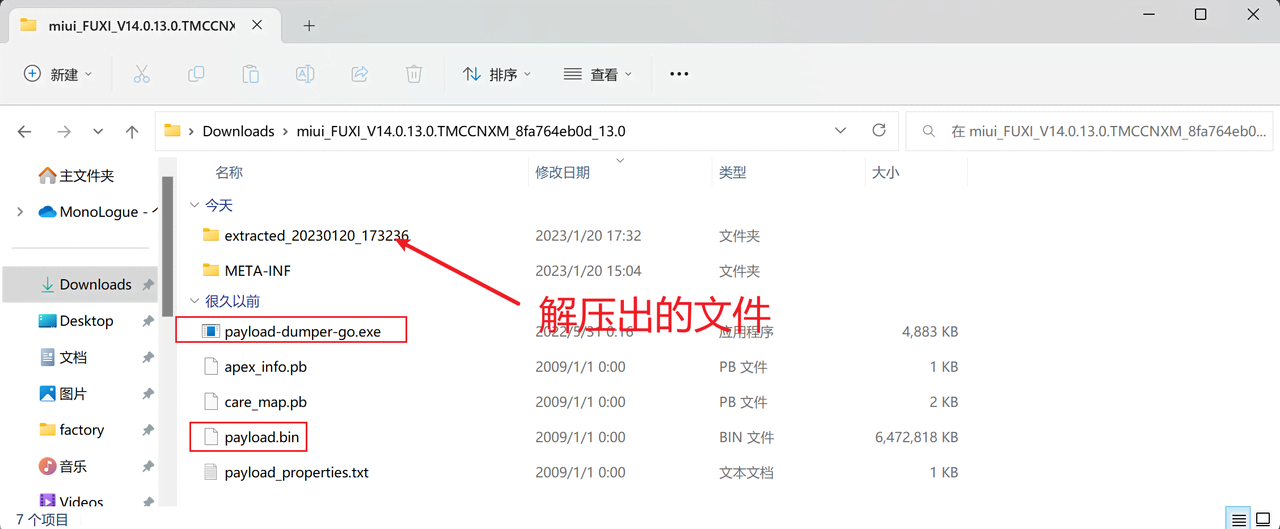 miui_FUXI_V14.0.13.0.TMCCNX
新建
排序
查看
Downloads
miui_FUXI_V14.0.13.0.TMCCNXM_8fa764eb0d_13.0
在 miui_FUXI_V14.0.13.0.TMCCNXM_8fa764eb0...
主文件夹
MonoLogue -
Downloads
Desktop
文档
图片
factory
音乐
Videos
名称 修改日期 类型 大小
今天
extracted_20230120_173236 2023/1/20 17:32 文件夹
META-INF 2023/1/20 15:04 文件夹
解压出的文件
很久以前
payload-dumper-go.exe 2022/5/31 0:16 应用程序 4,883 KB
apex_info.pb 2009/1/1 0:00 PB 文件 1 KB
care_map.pb 2009/1/1 0:00 PB 文件 2 KB
payload.bin 2009/1/1 0:00 BIN 文件 6,472,818 KB
payload_properties.txt 2009/1/1 0:00 文本文档 1 KB
7 个项目